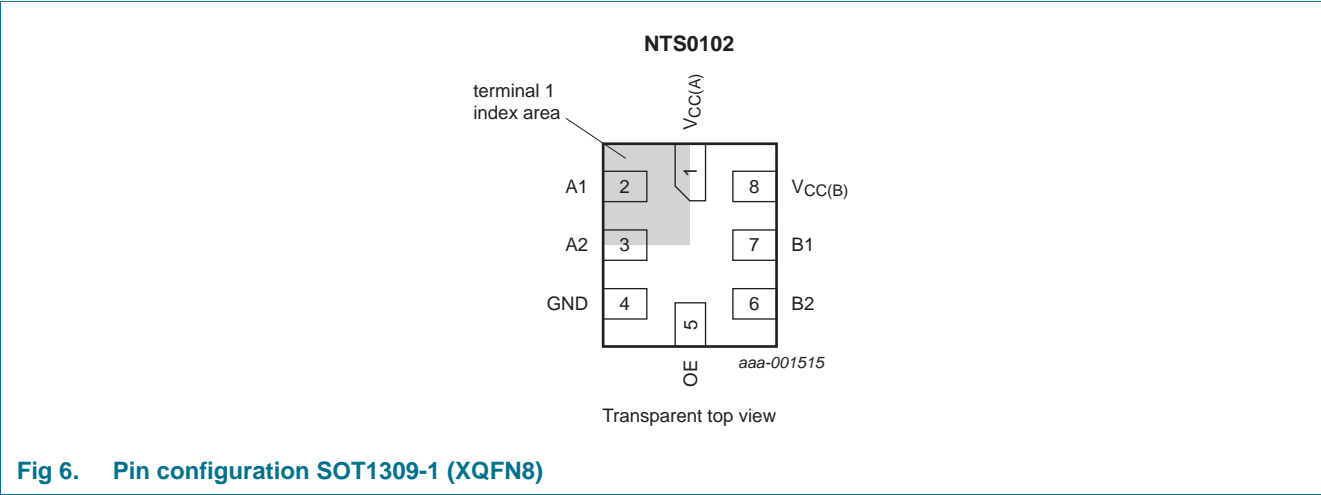 NTS0102
terminal 1
index area
VCC(A)
1
A1 2
8 VCC(B)
A2 3
7 B1
GND 4
6 B2
5
OE
aaa-001515
Transparent top view
Fig 6. Pin configuration SOT1309-1 (XQFN8)